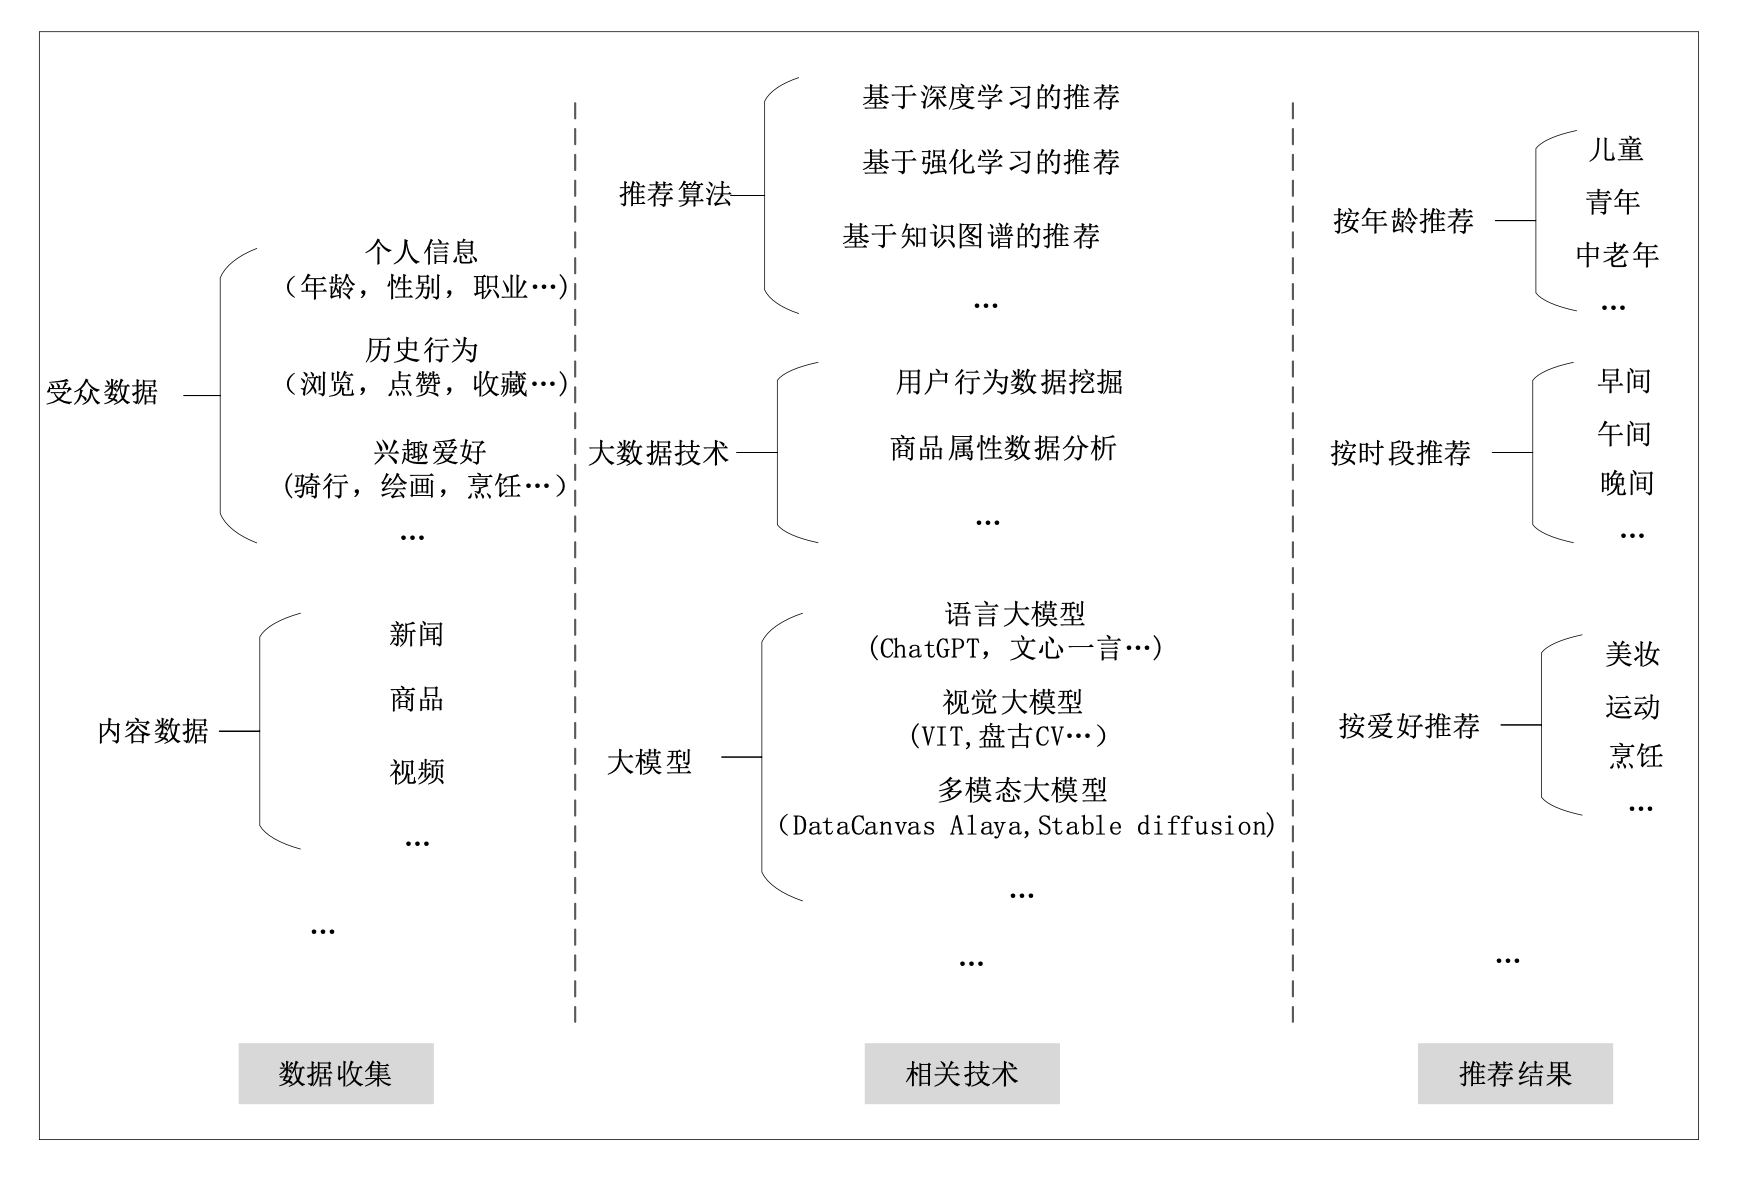 受众数据
个人信息
（年龄，性别，职业…）
历史行为
（浏览，点赞，收藏…）
兴趣爱好
(骑行，绘画，烹饪…）
…
内容数据
新闻
商品
视频
…
…
数据收集
推荐算法
基于深度学习的推荐
基于强化学习的推荐
基于知识图谱的推荐
…
大数据技术
用户行为数据挖掘
商品属性数据分析
…
大模型
语言大模型
(ChatGPT，文心一言…)
视觉大模型
(VIT,盘古CV…）
多模态大模型
（DataCanvas Alaya,Stable diffusion)
…
…
相关技术
按年龄推荐
儿童
青年
中老年
…
按时段推荐
早间
午间
晚间
…
按爱好推荐
美妆
运动
烹饪
…
…
推荐结果